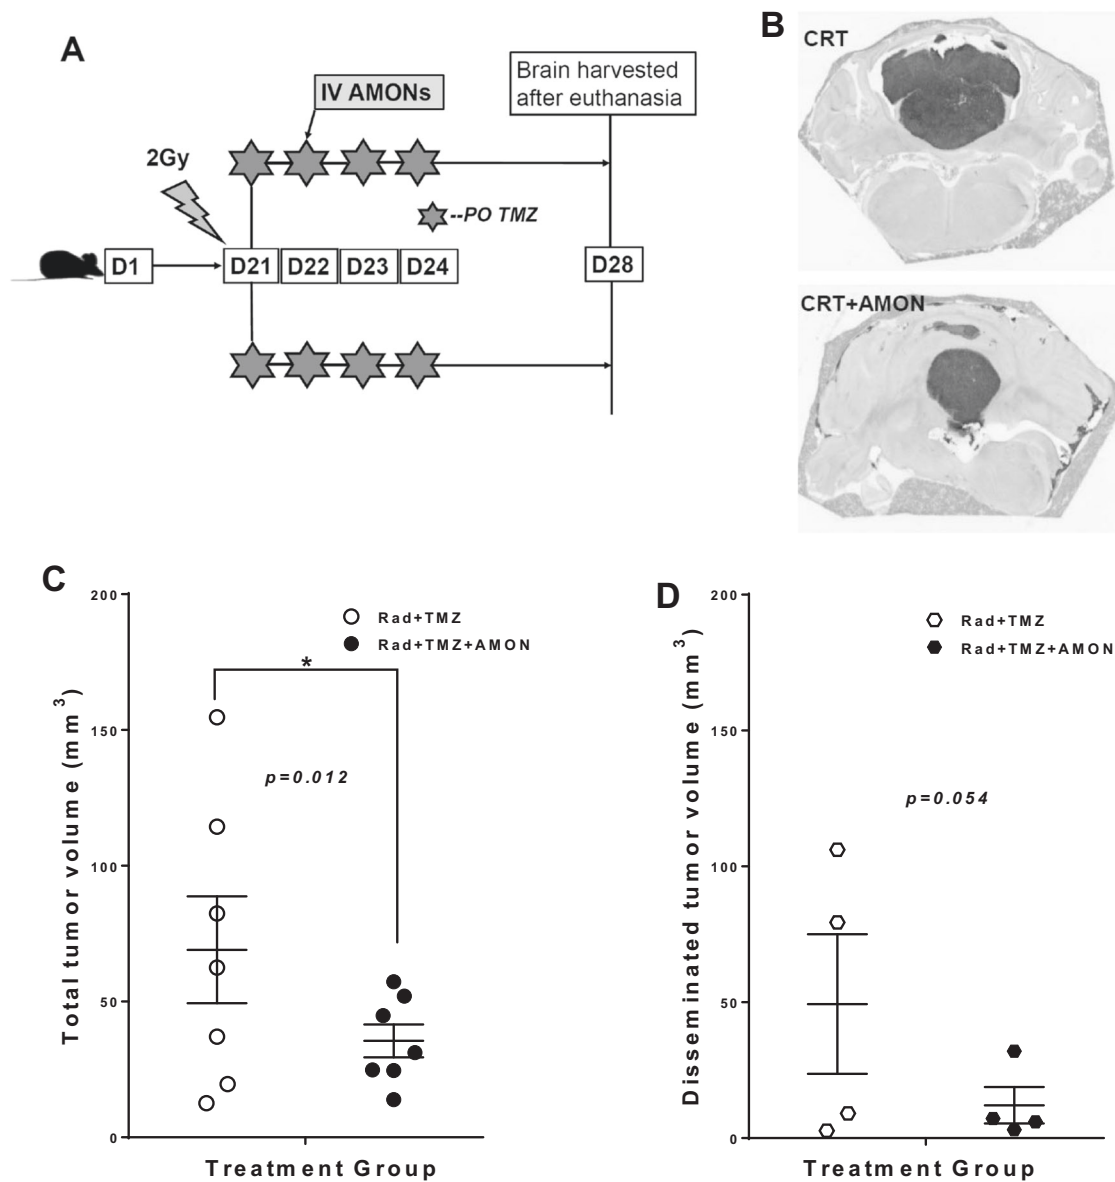 A
IV AMONs
Brain harvested
after euthanasia
2Gy
--PO TMZ
D1
D21
D22
D23
D24
D28
B
CRT
CRT+AMON
C
Total tumor volume (mm3)
200
150
100
50
0
Rad+TMZ
Rad+TMZ+AMON
*
p=0.012
Treatment Group
D
Disseminated tumor volume (mm3)
200
150
100
50
0
Rad+TMZ
Rad+TMZ+AMON
p=0.054
Treatment Group